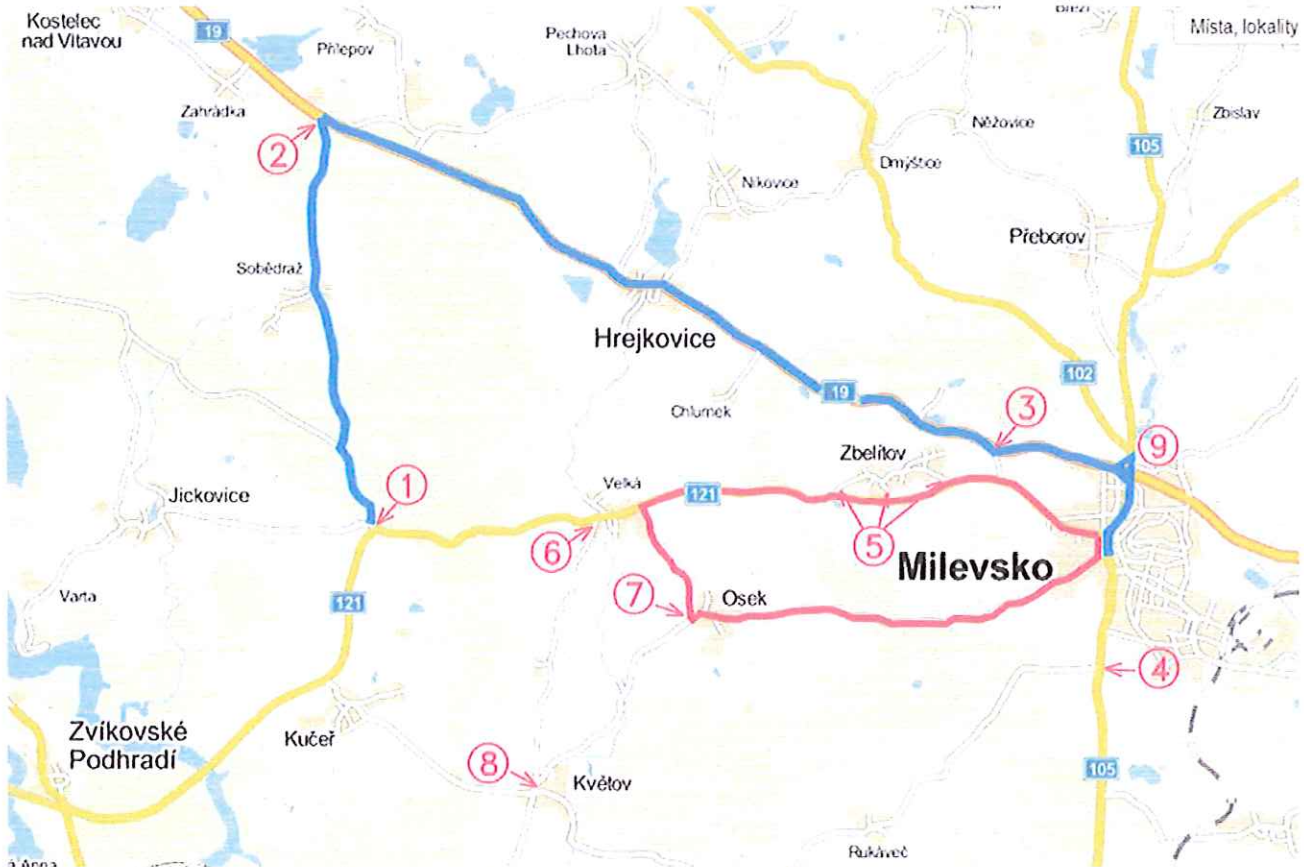 Kostelec
nad Vltavou
19
Přílepov
Pechova
Lhota
Místa, lokality
Zahrádka
2
Něžovice
Zbislav
105
Dmýštice
Níkovice
Přeborov
Sobědraž
Hrejkovice
102
19
Chlumek
3
9
Zbelítov
Jickovice
1
Velká
121
6
5
Milevsko
Varta
121
7
Osek
4
Zvíkovské
Podhradí
Kučeř
8
Květov
105
Rukáveč